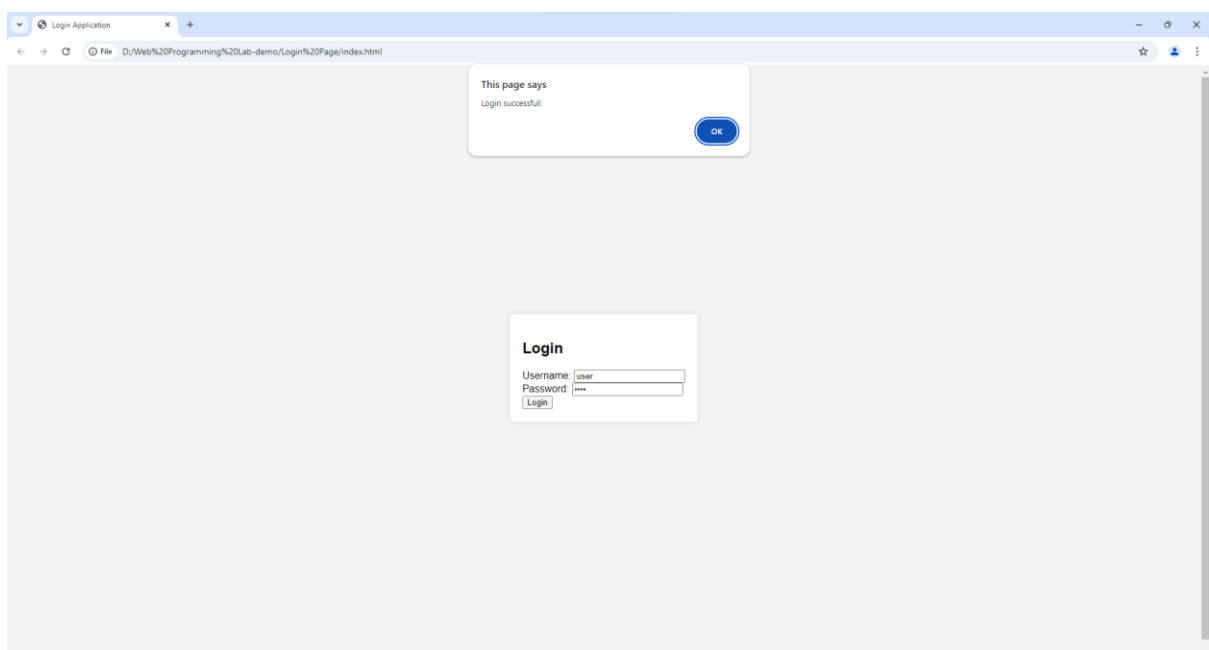 Login Application
File D:/Web%20Programming%20Lab-demo/Login%20Page/index.html
This page says
Login successful!
OK
Login
Username: user
Password: ••••
Login